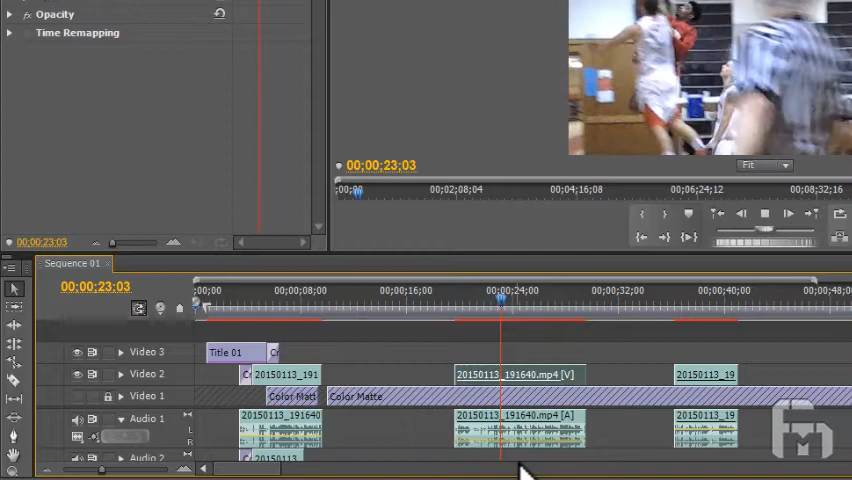 fx Opacity
Time Remapping
00;00;23;03
Fit
;00;00 00;02;08;04 00;04;16;08 00;06;24;12 00;08;32;16
00;00;23;03
Sequence 01
00;00;23;03
;00;00 00;00;08;00 00;00;16;00 00;00;24;00 00;00;32;00 00;00;40;00 00;00;48;0
Video 3 Title 01 Cr
Video 2 Cr 20150113_191 20150113_191640.mp4 [V] 20150113_19
Video 1 Color Matt Color Matte
Audio 1 20150113_191640 20150113_191640.mp4 [A] 20150113_19
L
R
Audio 2 20150113